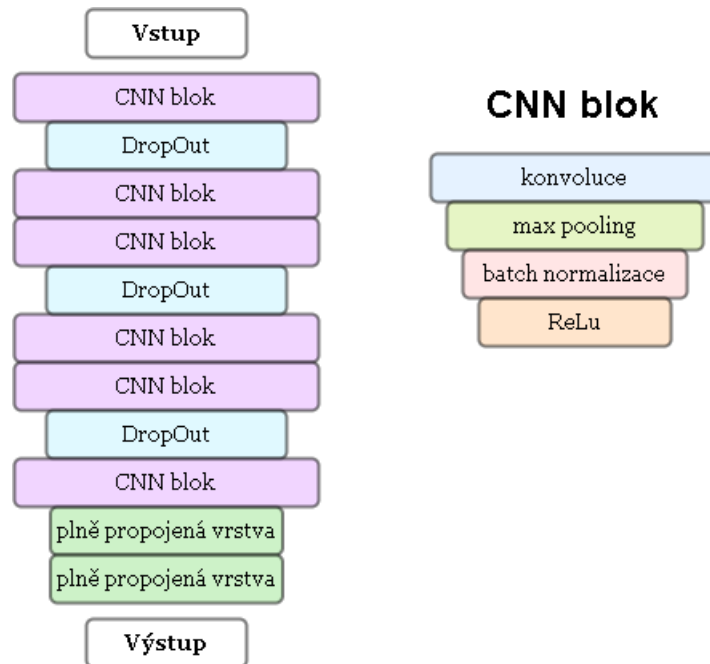 Vstup
CNN blok
DropOut
CNN blok
CNN blok
DropOut
CNN blok
CNN blok
DropOut
CNN blok
plně propojená vrstva
plně propojená vrstva
Výstup
CNN blok
konvoluce
max pooling
batch normalizace
ReLu